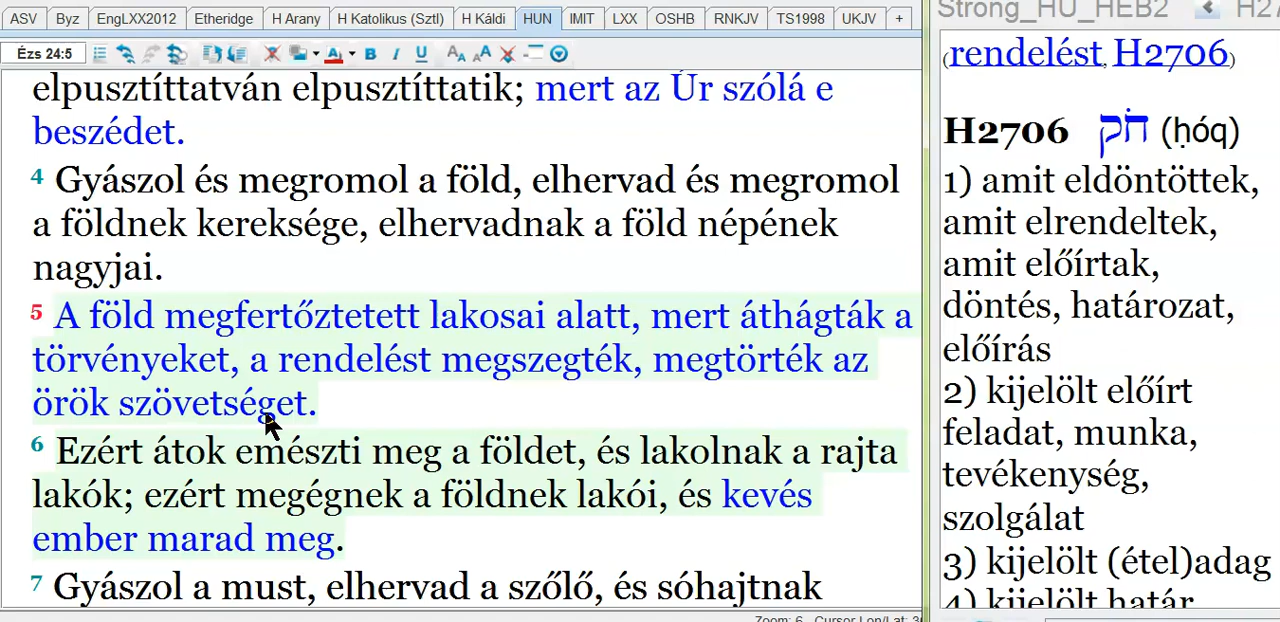 ASV Byz EngLXX2012 Etheridge H Arany H Katolikus (Sztl) H Káldi HUN IMIT LXX OSHB RNKJV TS1998 UKJV +
Ézs 24:5
elpusztíttatván elpusztíttatik; mert az Úr szólá e
beszédet.
4 Gyászol és megromol a föld, elhervad és megromol
a földnek kereksége, elhervadnak a föld népének
nagyjai.
5 A föld megfertőztetett lakosai alatt, mert áthágták a
törvényeket, a rendelést megszegték, megtörték az
örök szövetséget.
6 Ezért átok emészti meg a földet, és lakolnak a rajta
lakók; ezért megégnek a földnek lakói, és kevés
ember marad meg.
7 Gyászol a must, elhervad a szőlő, és sóhajtnak
Strong_HU_HEB2
(rendelést, H2706)
H2706 חֹק (ḥóq)
1) amit eldöntöttek,
amit elrendeltek,
amit előírtak,
döntés, határozat,
előírás
2) kijelölt előírt
feladat, munka,
tevékenység,
szolgálat
3) kijelölt (étel)adag
4) kijelölt határ